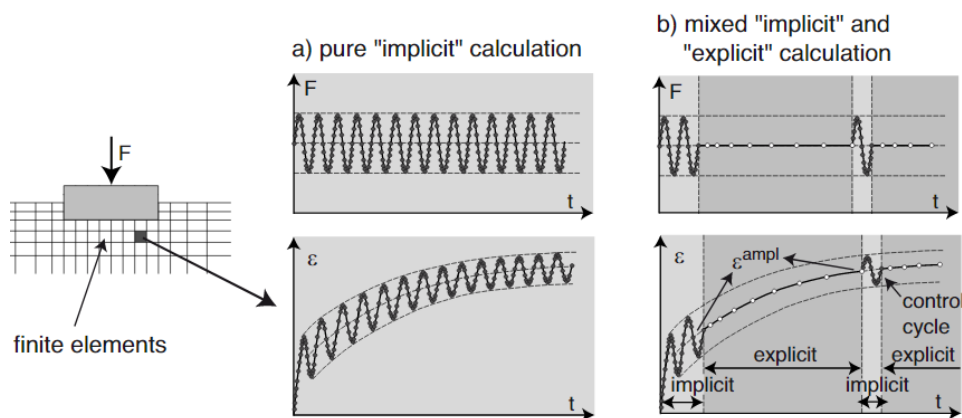 a) pure "implicit" calculation
b) mixed "implicit" and
"explicit" calculation
F
F
F
t
t
finite elements
ε
ε
ε^ampl
control
cycle
explicit
explicit
implicit
implicit
t
t